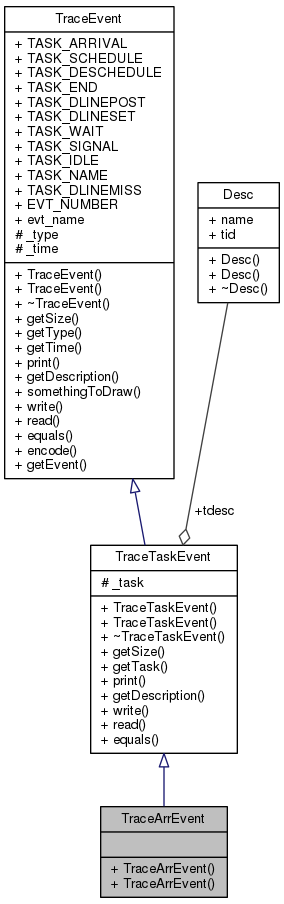 TraceEvent
+ TASK_ARRIVAL
+ TASK_SCHEDULE
+ TASK_DESCHEDULE
+ TASK_END
+ TASK_DLINEPOST
+ TASK_DLINESET
+ TASK_WAIT
+ TASK_SIGNAL
+ TASK_IDLE
+ TASK_NAME
+ TASK_DLINEMISS
+ EVT_NUMBER
+ evt_name
# _type
# _time
+ TraceEvent()
+ TraceEvent()
+ ~TraceEvent()
+ getSize()
+ getType()
+ getTime()
+ print()
+ getDescription()
+ somethingToDraw()
+ write()
+ read()
+ equals()
+ encode()
+ getEvent()
Desc
+ name
+ tid
+ Desc()
+ Desc()
+ ~Desc()
+tdesc
TraceTaskEvent
# _task
+ TraceTaskEvent()
+ TraceTaskEvent()
+ ~TraceTaskEvent()
+ getSize()
+ getTask()
+ print()
+ getDescription()
+ write()
+ read()
+ equals()
TraceArrEvent
+ TraceArrEvent()
+ TraceArrEvent()